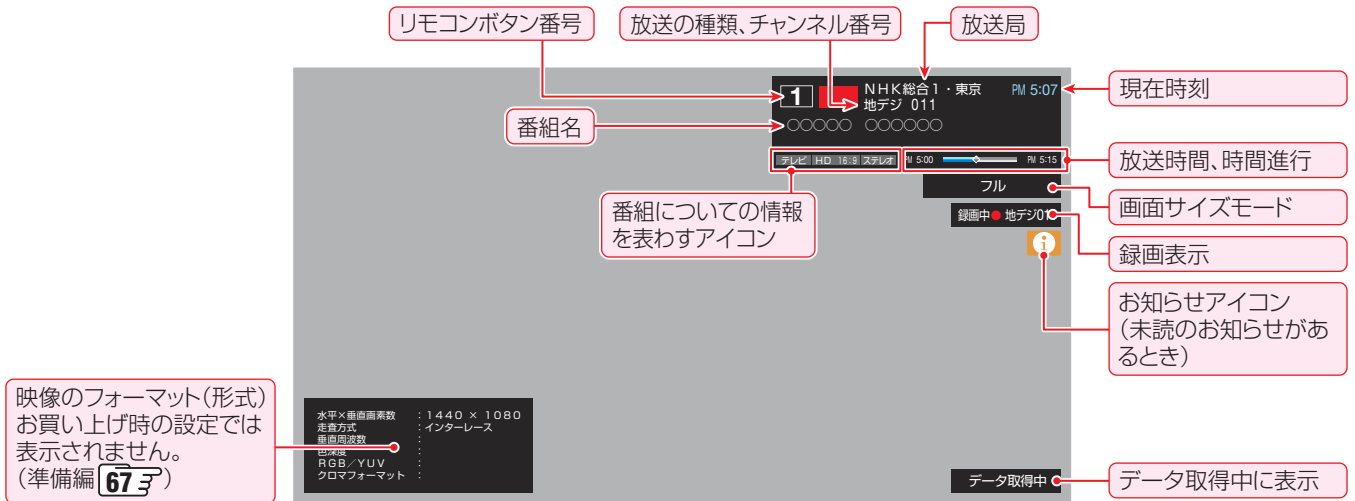 リモコンボタン番号
放送の種類、チャンネル番号
放送局
1
NHK総合1・東京
PM 5:07
地デジ 011
現在時刻
番組名
○○○○○ ○○○○○○
テレビ HD 16:9 ステレオ
PM 5:00
PM 5:15
放送時間、時間進行
フル
画面サイズモード
番組についての情報
を表わすアイコン
録画中 地デジ01
録画表示
i
お知らせアイコン
(未読のお知らせがあ
るとき)
映像のフォーマット(形式)
お買い上げ時の設定では
表示されません。
(準備編 67)
水平×垂直画素数 :1440 × 1080
走査方式 :インターレース
垂直周波数 :
色深度 :
RGB/YUV :
クロマフォーマット :
データ取得中
データ取得中に表示